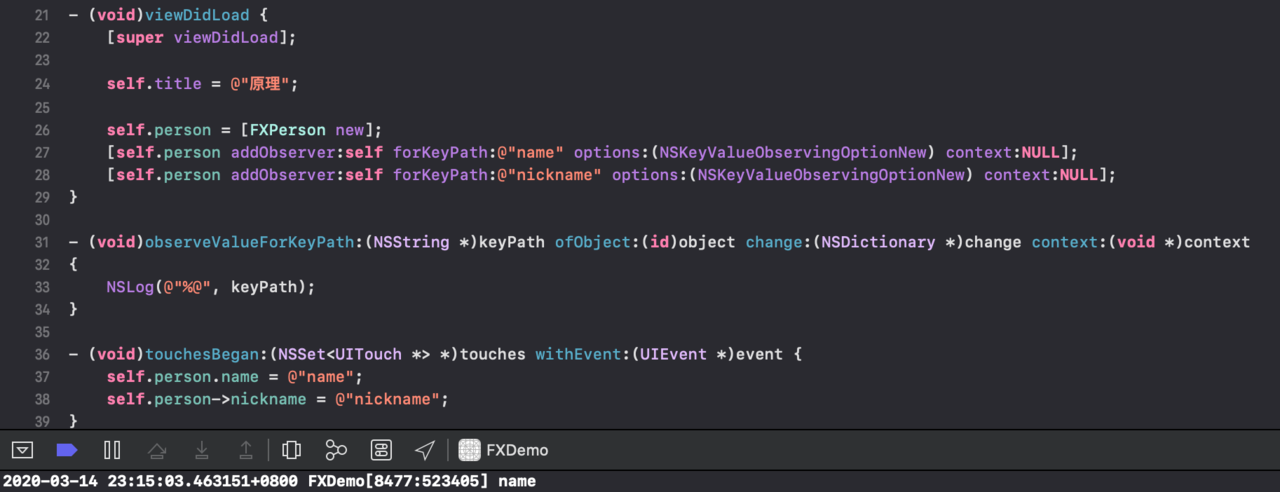 21 - (void)viewDidLoad {
22     [super viewDidLoad];
23
24     self.title = @"原理";
25
26     self.person = [FXPerson new];
27     [self.person addObserver:self forKeyPath:@"name" options:(NSKeyValueObservingOptionNew) context:NULL];
28     [self.person addObserver:self forKeyPath:@"nickname" options:(NSKeyValueObservingOptionNew) context:NULL];
29 }
30
31 - (void)observeValueForKeyPath:(NSString *)keyPath ofObject:(id)object change:(NSDictionary *)change context:(void *)context
32 {
33     NSLog(@"%@", keyPath);
34 }
35
36 - (void)touchesBegan:(NSSet<UITouch *> *)touches withEvent:(UIEvent *)event {
37     self.person.name = @"name";
38     self.person->nickname = @"nickname";
39 }
FXDemo
2020-03-14 23:15:03.463151+0800 FXDemo[8477:523405] name